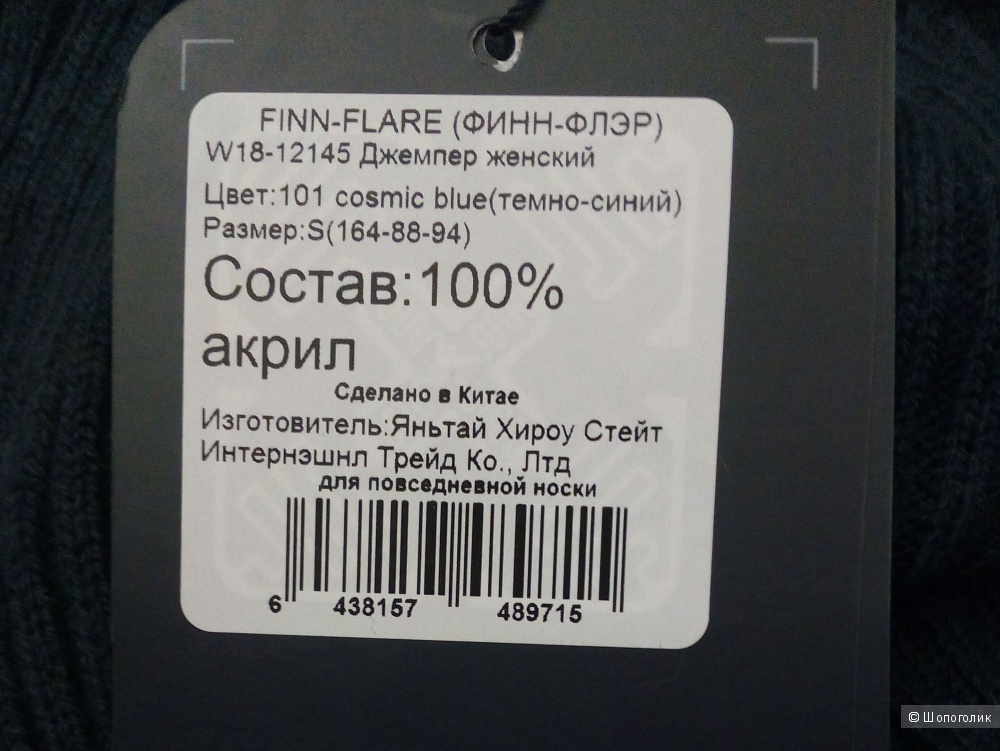 FINN-FLARE (ФИНН-ФЛЭР)
W18-12145 Джемпер женский
Цвет:101 cosmic blue(темно-синий)
Размер:S(164-88-94)
Состав:100%
акрил
Сделано в Китае
Изготовитель:Яньтай Хироу Стейт
Интернэшнл Трейд Ко., Лтд
для повседневной носки
6 438157 489715
© Шопоголик